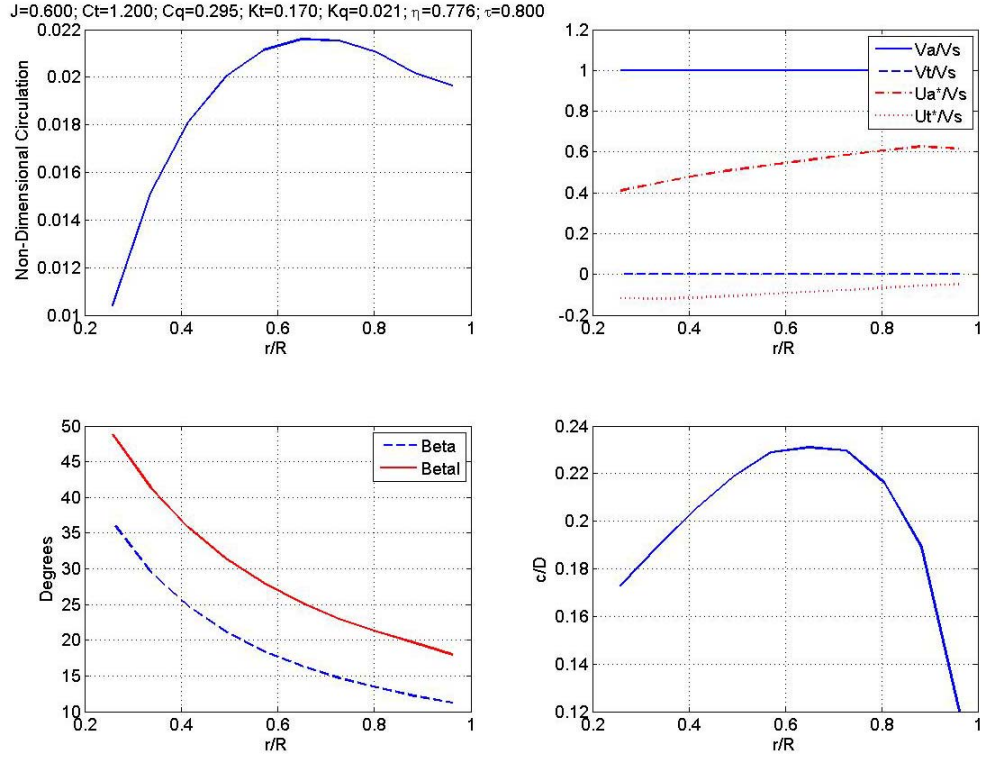 J=0.600; Ct=1.200; Cq=0.295; Kt=0.170; Kq=0.021; η=0.776; τ=0.800
0.022
0.02
0.018
0.016
0.014
0.012
0.01
Non-Dimensional Circulation
0.2 0.4 0.6 0.8 1
r/R
1.2
1
0.8
0.6
0.4
0.2
0
-0.2
Va/Vs
Vt/Vs
Ua*/Vs
Ut*/Vs
0.2 0.4 0.6 0.8 1
r/R
50
45
40
35
30
25
20
15
10
Degrees
Beta
BetaI
0.2 0.4 0.6 0.8 1
r/R
0.24
0.22
0.2
0.18
0.16
0.14
0.12
c/D
0.2 0.4 0.6 0.8 1
r/R